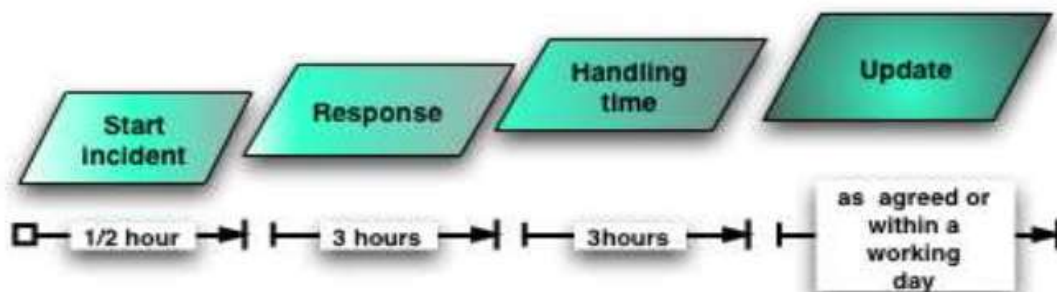 Start
incident
Response
Handling
time
Update
1/2 hour
3 hours
3hours
as agreed or
within a
working
day